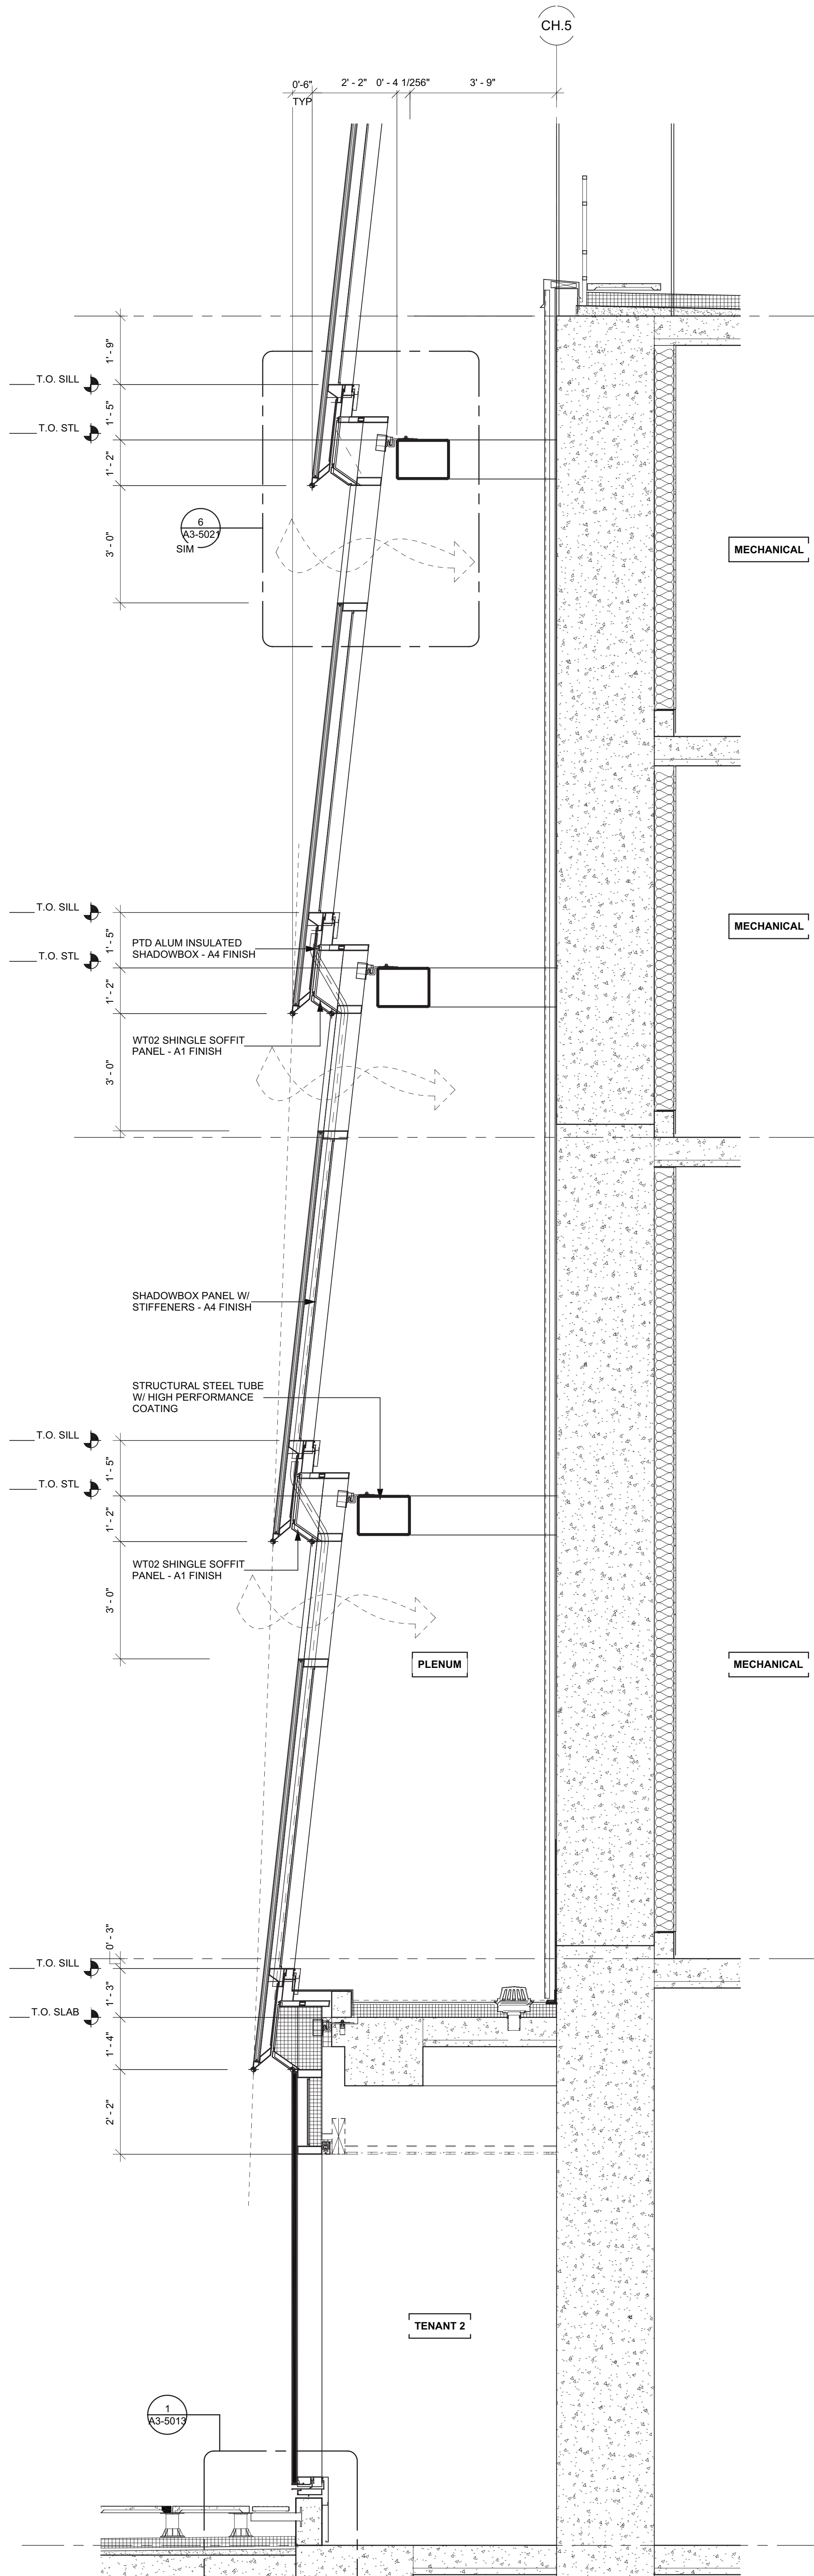 CH.5
0'-6"
TYP
2' - 2"
0' - 4 1/256"
3' - 9"
1' - 9"
T.O. SILL
1' - 5"
T.O. STL
1' - 2"
6
A3-5021
SIM
3' - 0"
MECHANICAL
T.O. SILL
1' - 5"
T.O. STL
1' - 2"
PTD ALUM INSULATED
SHADOWBOX - A4 FINISH
MECHANICAL
WT02 SHINGLE SOFFIT
PANEL - A1 FINISH
3' - 0"
SHADOWBOX PANEL W/
STIFFENERS - A4 FINISH
STRUCTURAL STEEL TUBE
W/ HIGH PERFORMANCE
COATING
T.O. SILL
1' - 5"
T.O. STL
1' - 2"
WT02 SHINGLE SOFFIT
PANEL - A1 FINISH
3' - 0"
PLENUM
MECHANICAL
0' - 3"
T.O. SILL
1' - 3"
T.O. SLAB
1' - 4"
2' - 2"
TENANT 2
1
A3-5013